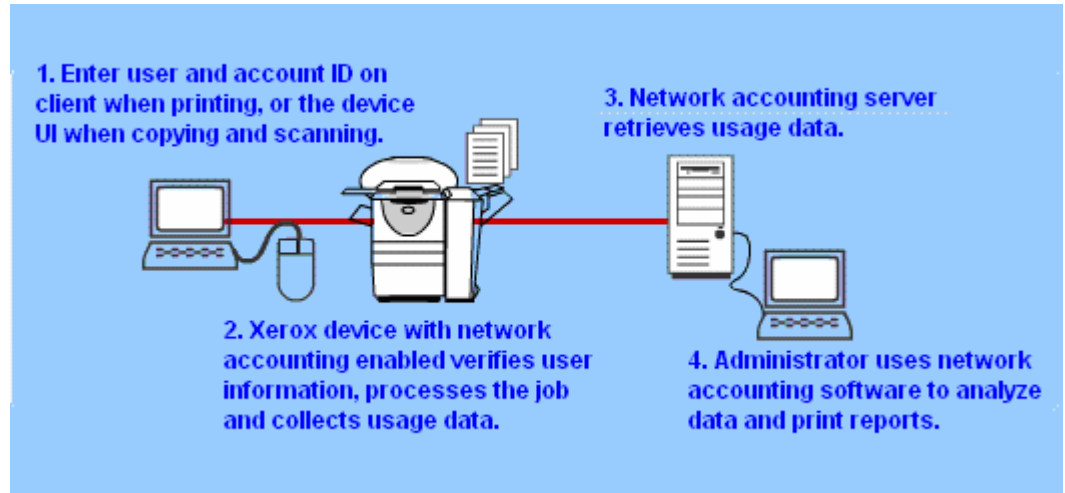 1. Enter user and account ID on
client when printing, or the device
UI when copying and scanning.
2. Xerox device with network
accounting enabled verifies user
information, processes the job
and collects usage data.
3. Network accounting server
retrieves usage data.
4. Administrator uses network
accounting software to analyze
data and print reports.